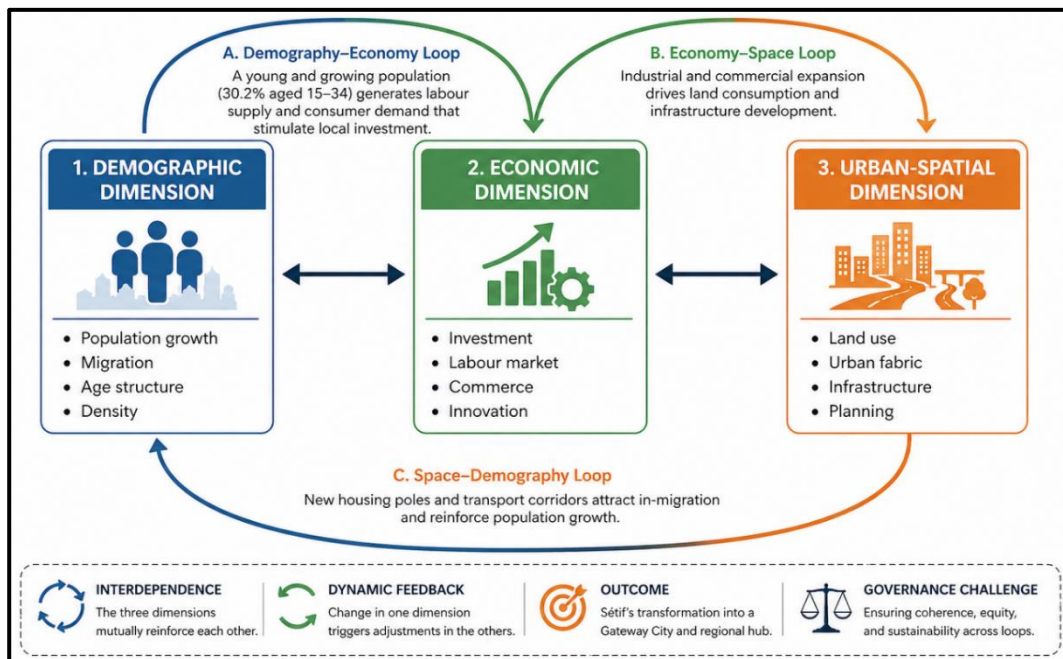 A. Demography–Economy Loop
A young and growing population
(30.2% aged 15–34) generates labour
supply and consumer demand that
stimulate local investment.
B. Economy–Space Loop
Industrial and commercial expansion
drives land consumption and
infrastructure development.
1. DEMOGRAPHIC
DIMENSION
• Population growth
• Migration
• Age structure
• Density
2. ECONOMIC
DIMENSION
• Investment
• Labour market
• Commerce
• Innovation
3. URBAN-SPATIAL
DIMENSION
• Land use
• Urban fabric
• Infrastructure
• Planning
C. Space–Demography Loop
New housing poles and transport corridors attract in-migration
and reinforce population growth.
INTERDEPENDENCE
The three dimensions
mutually reinforce each other.
DYNAMIC FEEDBACK
Change in one dimension
triggers adjustments in the others.
OUTCOME
Sétif's transformation into a
Gateway City and regional hub.
GOVERNANCE CHALLENGE
Ensuring coherence, equity,
and sustainability across loops.